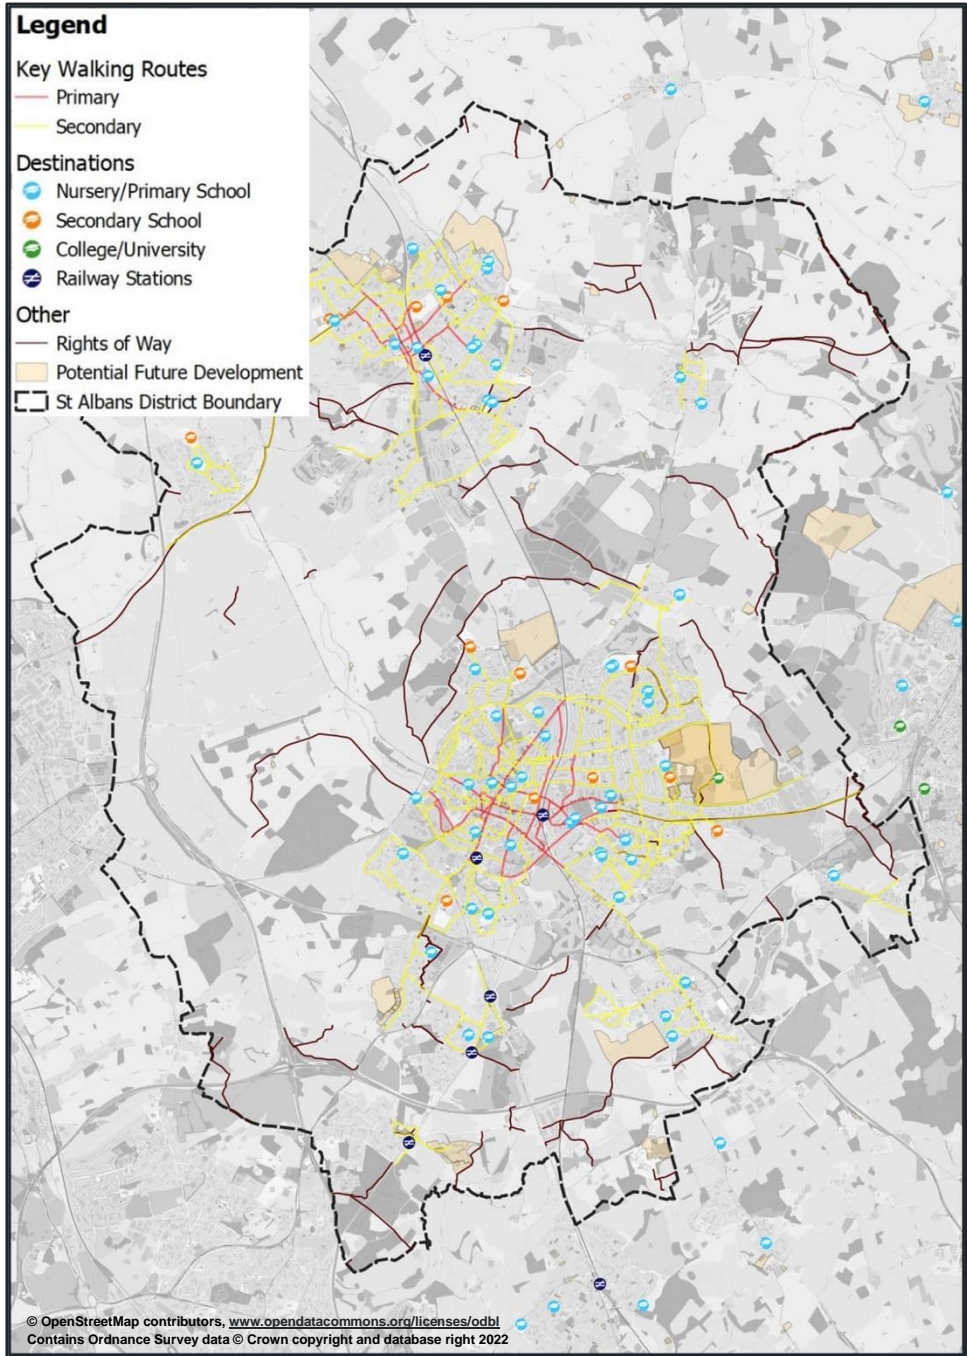 Legend
Key Walking Routes
Primary
Secondary
Destinations
Nursery/Primary School
Secondary School
College/University
Railway Stations
Other
Rights of Way
Potential Future Development
St Albans District Boundary
© OpenStreetMap contributors, www.opendatacommons.org/licenses/odbl
Contains Ordnance Survey data © Crown copyright and database right 2022